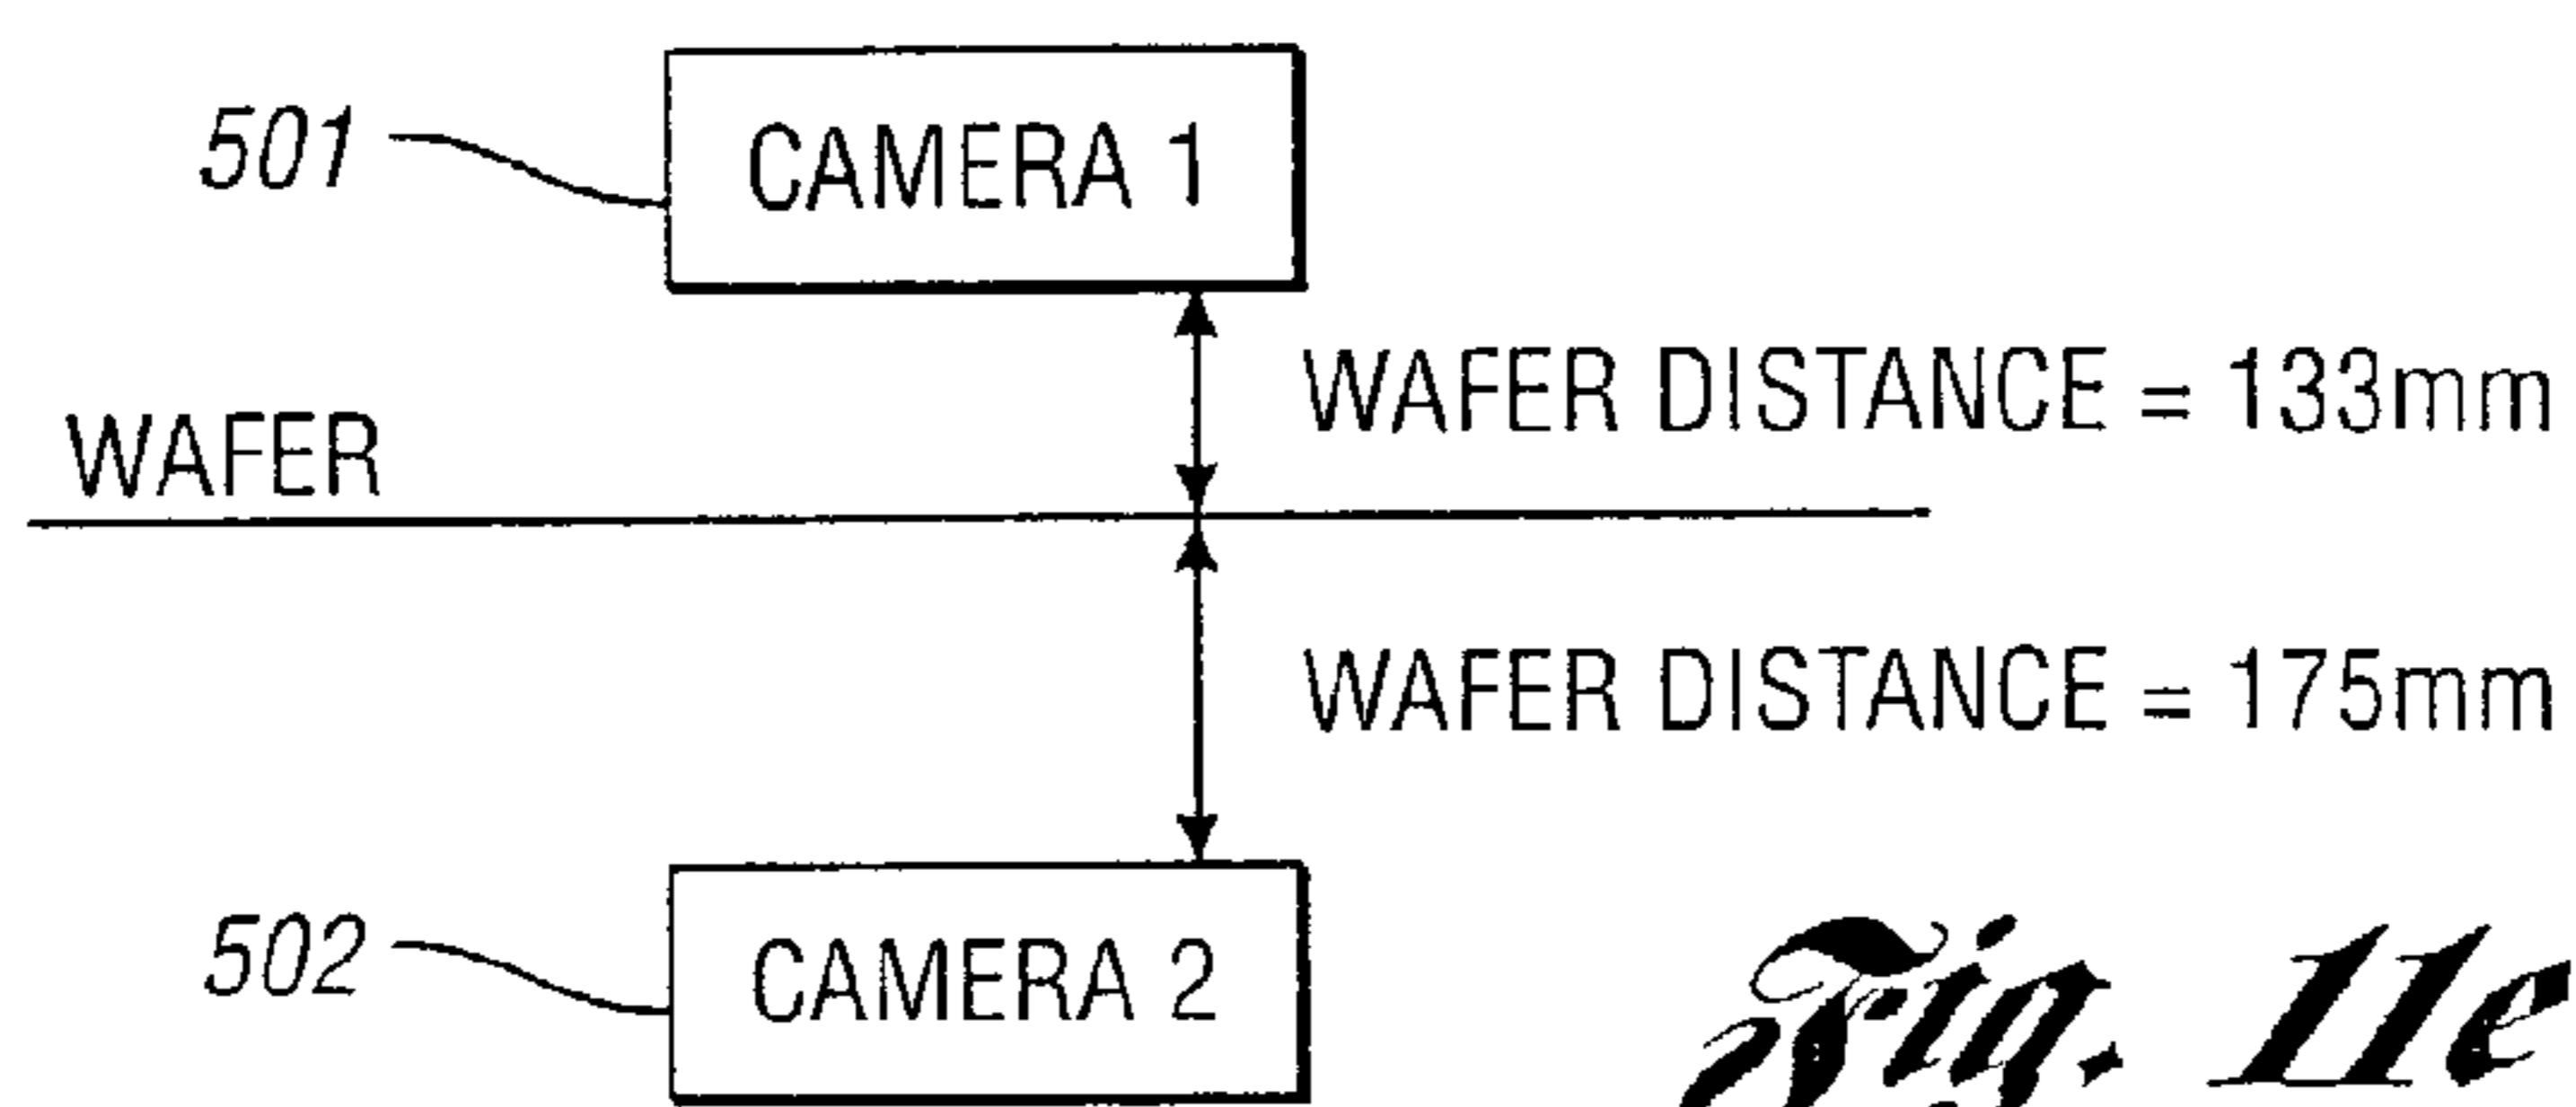 501
CAMERA 1
WAFER DISTANCE = 133mm
WAFER
WAFER DISTANCE = 175mm
502
CAMERA 2
Fig. 11e